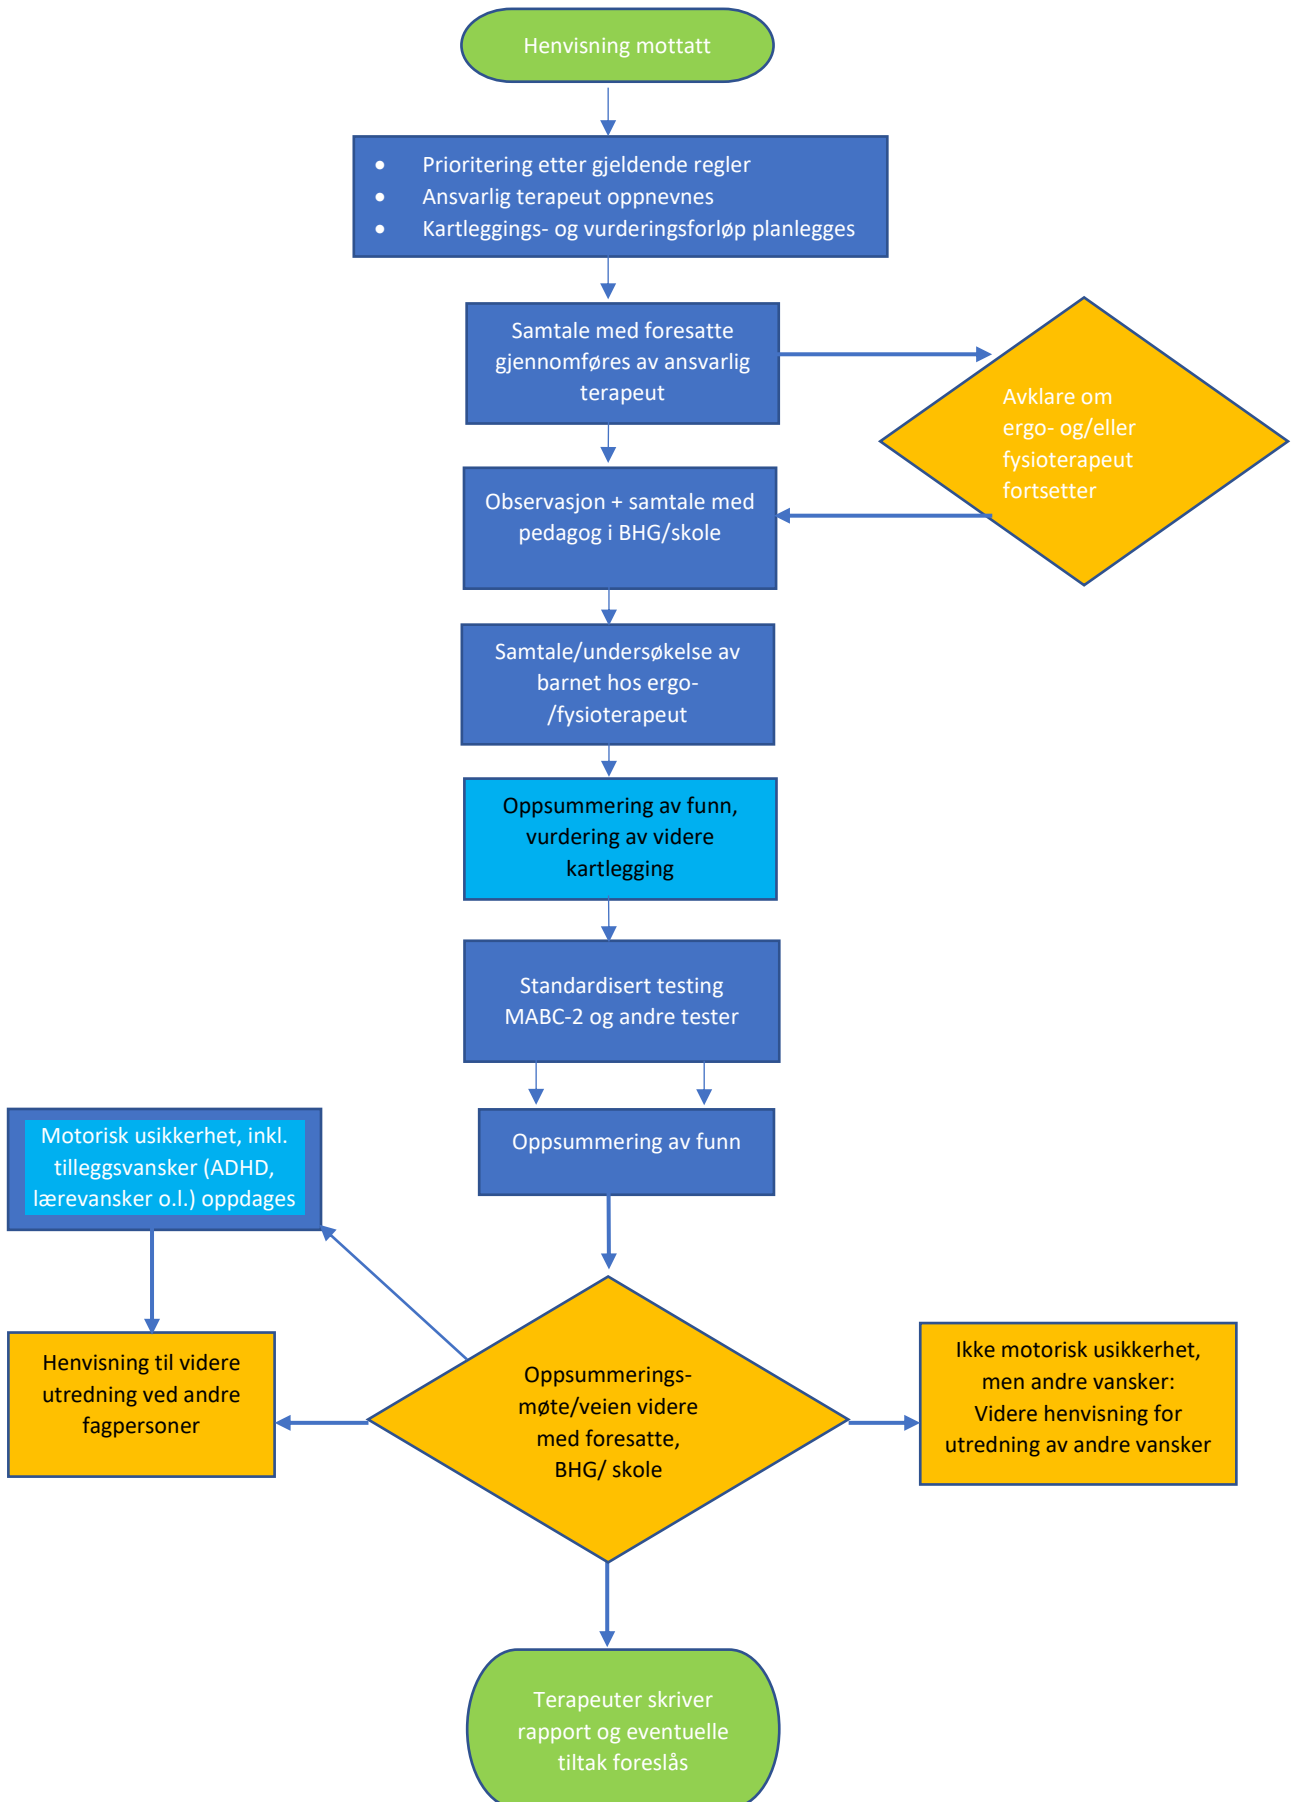 Henvisning mottatt
• Prioritering etter gjeldende regler
• Ansvarlig terapeut oppnevnes
• Kartleggings- og vurderingsforløp planlegges
Samtale med foresatte
gjennomføres av ansvarlig
terapeut
Avklare om
ergo- og/eller
fysioterapeut
fortsetter
Observasjon + samtale med
pedagog i BHG/skole
Samtale/undersøkelse av
barnet hos ergo-
/fysioterapeut
Oppsummering av funn,
vurdering av videre
kartlegging
Standardisert testing
MABC-2 og andre tester
Oppsummering av funn
Motorisk usikkerhet, inkl.
tilleggsvansker (ADHD,
lærevansker o.l.) oppdages
Henvisning til videre
utredning ved andre
fagpersoner
Oppsummerings-
møte/veien videre
med foresatte,
BHG/ skole
Ikke motorisk usikkerhet,
men andre vansker:
Videre henvisning for
utredning av andre vansker
Terapeuter skriver
rapport og eventuelle
tiltak foreslås